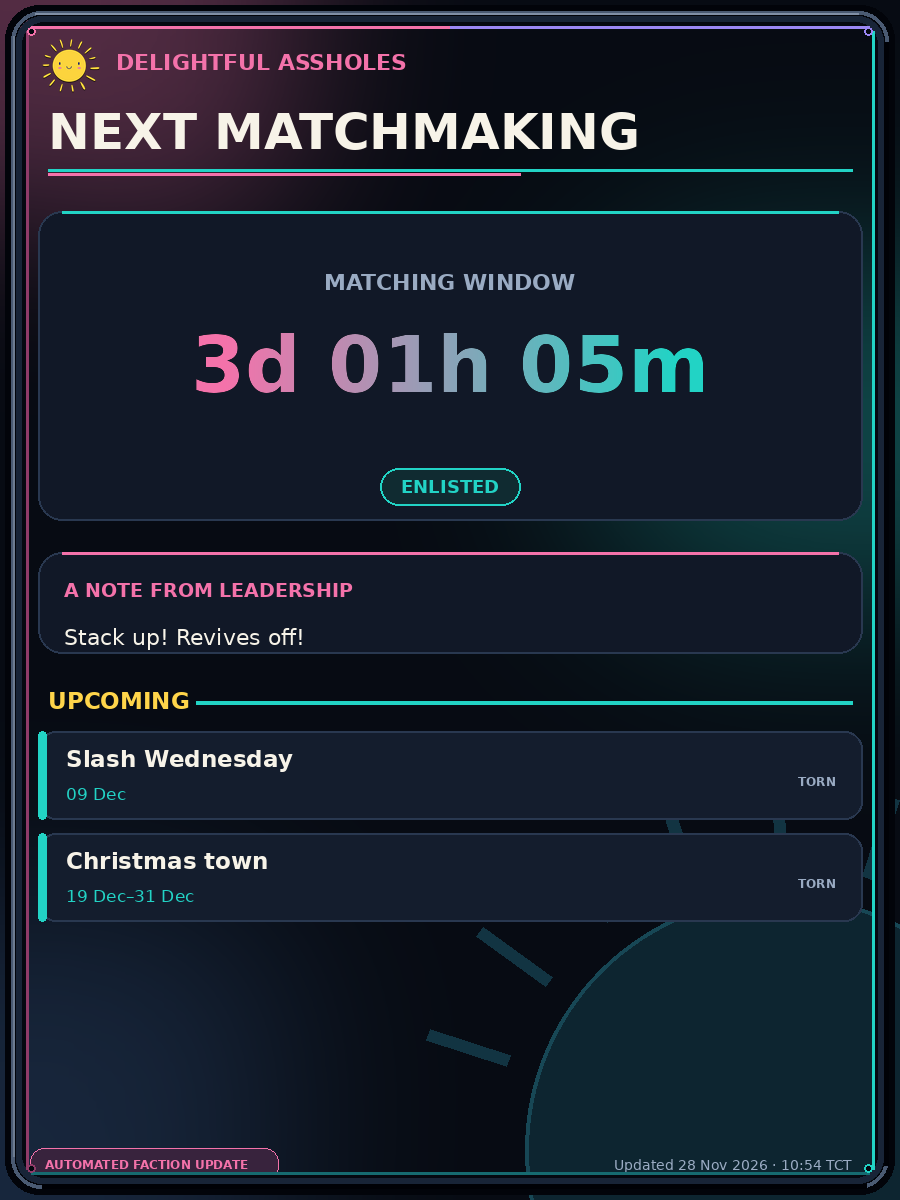 DELIGHTFUL ASSHOLES
NEXT MATCHMAKING
MATCHING WINDOW
3d 01h 05m
ENLISTED
A NOTE FROM LEADERSHIP
Stack up! Revives off!
UPCOMING
Slash Wednesday
09 Dec
TORN
Christmas town
19 Dec–31 Dec
TORN
AUTOMATED FACTION UPDATE
Updated 28 Nov 2026 · 10:54 TCT